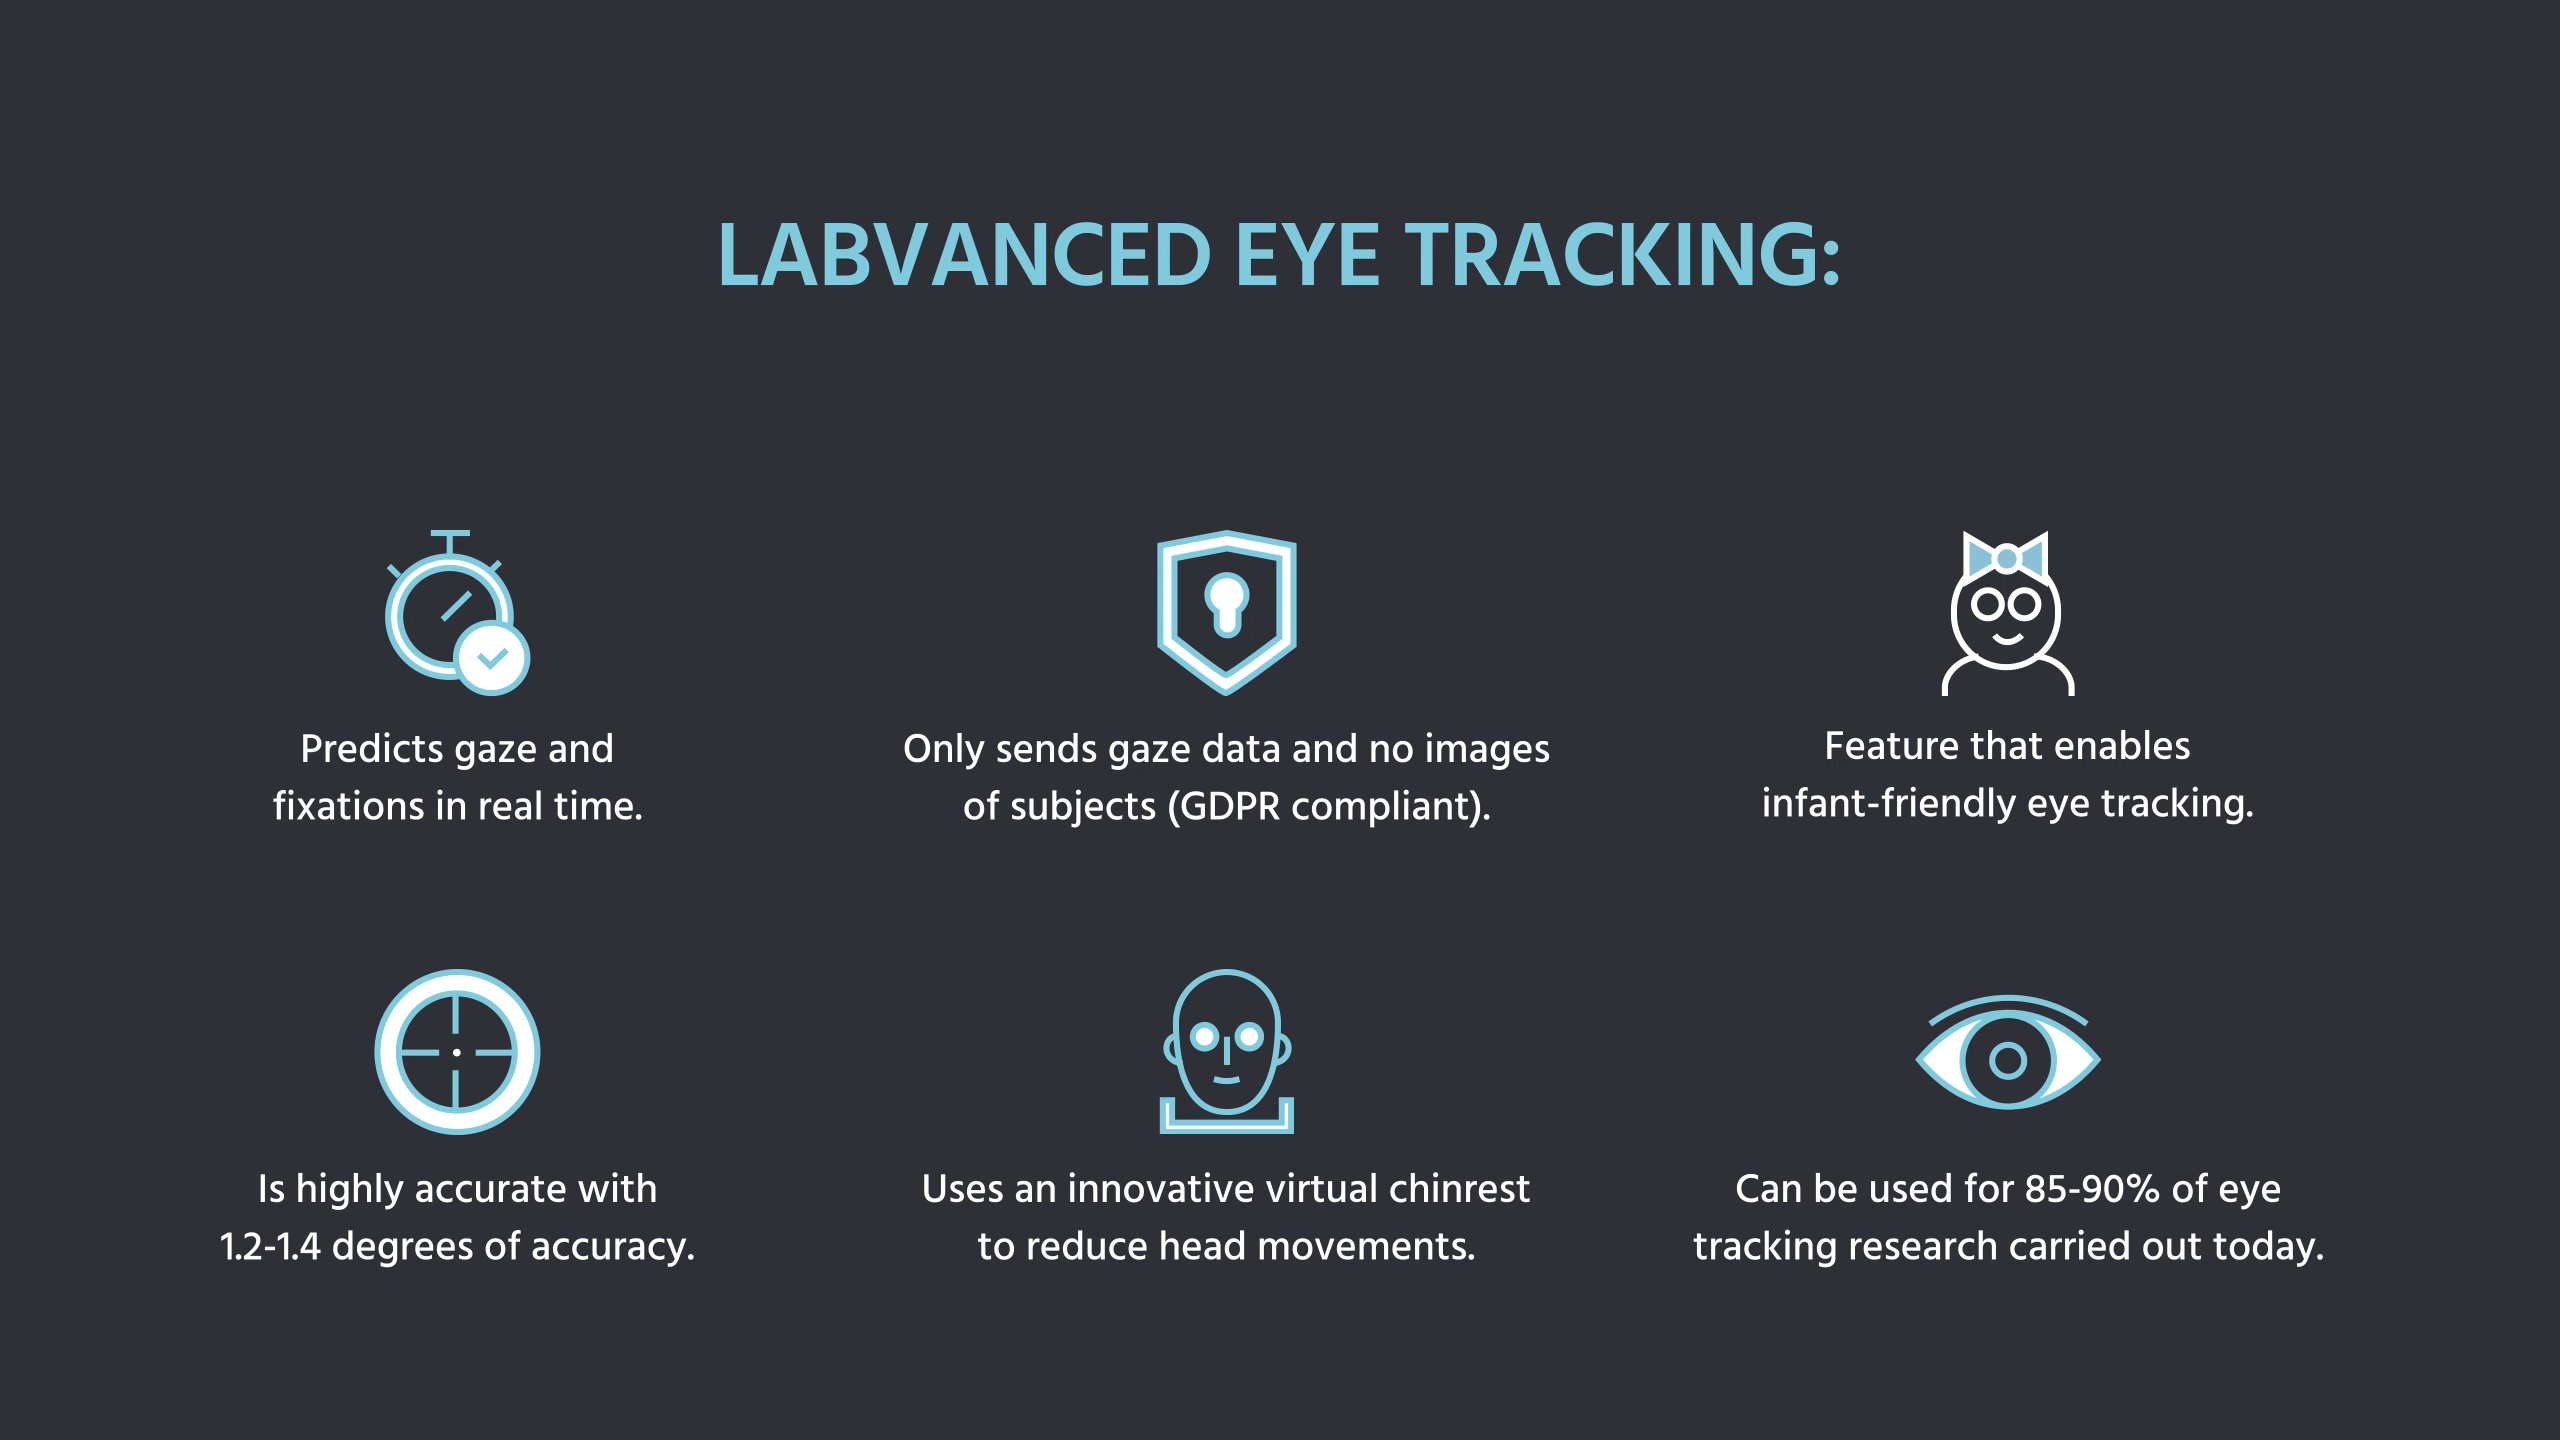 LABVANCED EYE TRACKING:
Predicts gaze and
fixations in real time.
Only sends gaze data and no images
of subjects (GDPR compliant).
Feature that enables
infant-friendly eye tracking.
Is highly accurate with
1.2-1.4 degrees of accuracy.
Uses an innovative virtual chinrest
to reduce head movements.
Can be used for 85-90% of eye
tracking research carried out today.